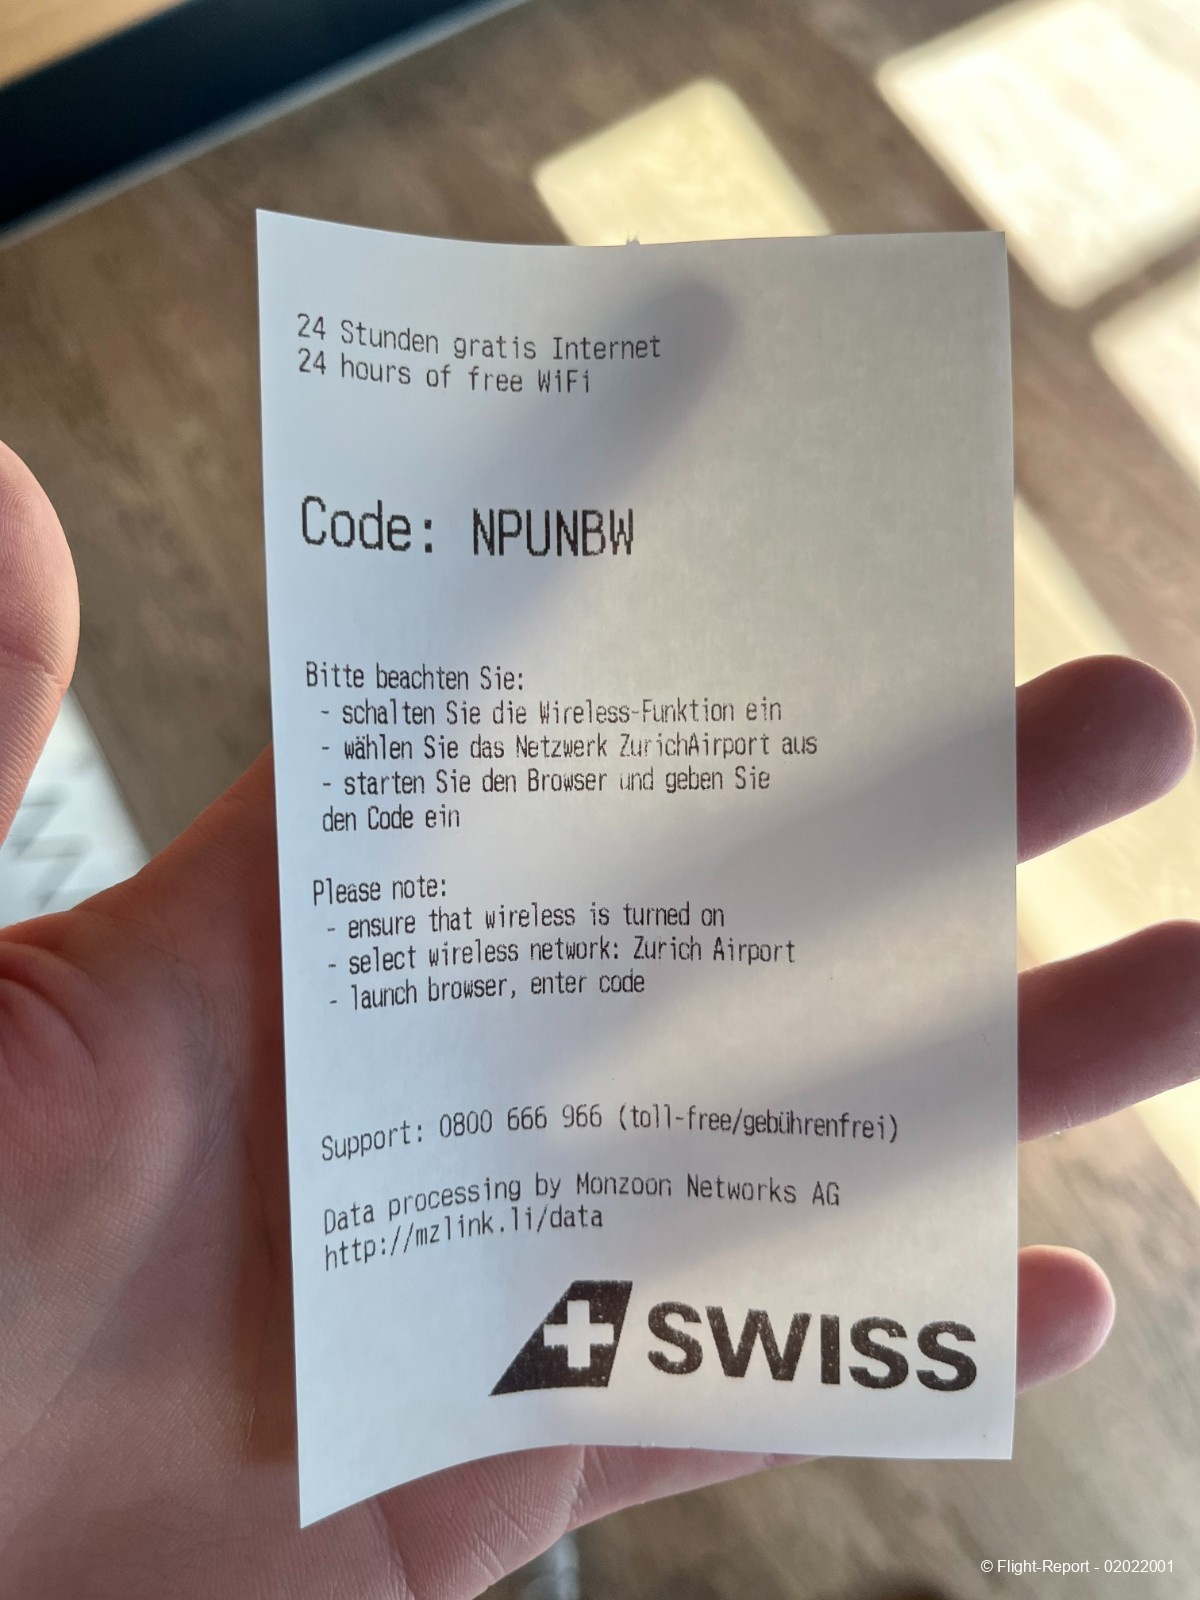 24 Stunden gratis Internet
24 hours of free WiFi
Code: NPUNBW
Bitte beachten Sie:
- schalten Sie die Wireless-Funktion ein
- wählen Sie das Netzwerk ZurichAirport aus
- starten Sie den Browser und geben Sie
den Code ein
Please note:
- ensure that wireless is turned on
- select wireless network: Zurich Airport
- launch browser, enter code
Support: 0800 666 966 (toll-free/gebührenfrei)
Data processing by Monzoon Networks AG
http://mzlink.li/data
SWISS
© Flight-Report - 02022001